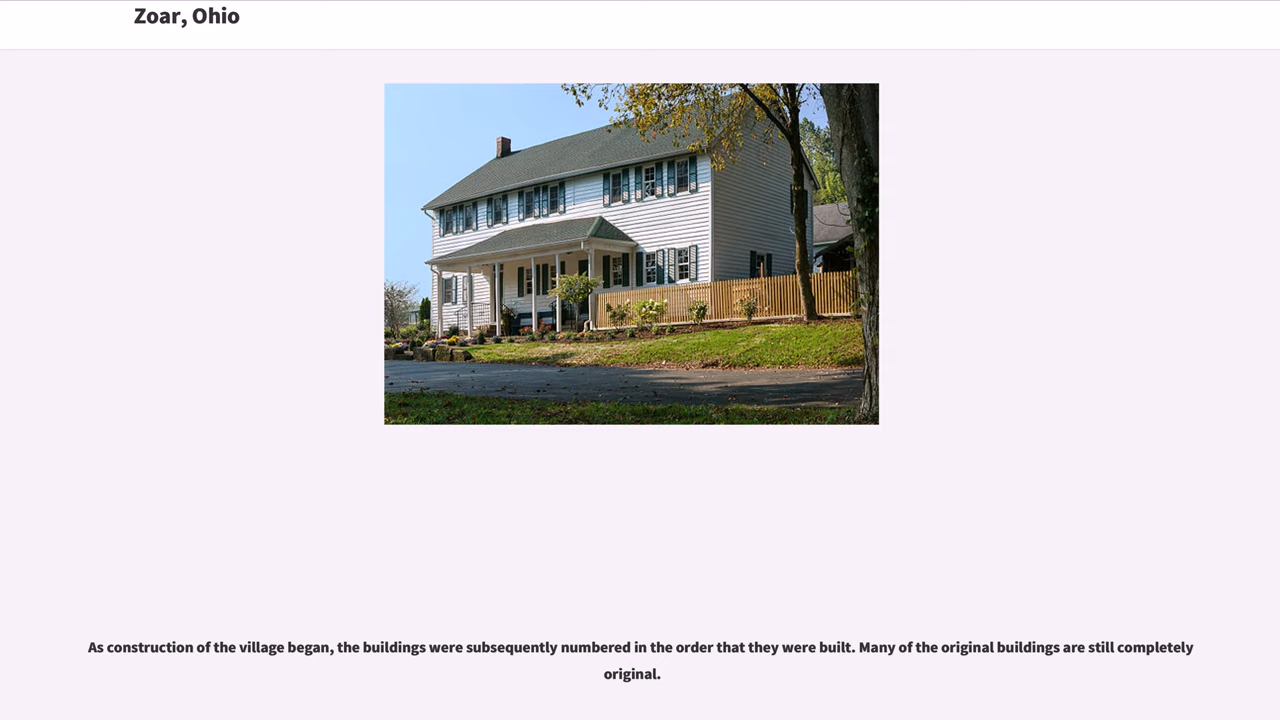 Zoar, Ohio
As construction of the village began, the buildings were subsequently numbered in the order that they were built. Many of the original buildings are still completely
original.